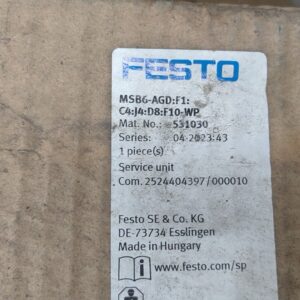 FESTO
MSB6-AGD:F1:
C4:J4:D8:F10-WP
Mat. No.: 531030
Series: 04-2023:43
1 piece(s)
Service unit
Com. 2524404397/000010
Festo SE & Co. KG
DE-73734 Esslingen
Made in Hungary
www.festo.com/sp